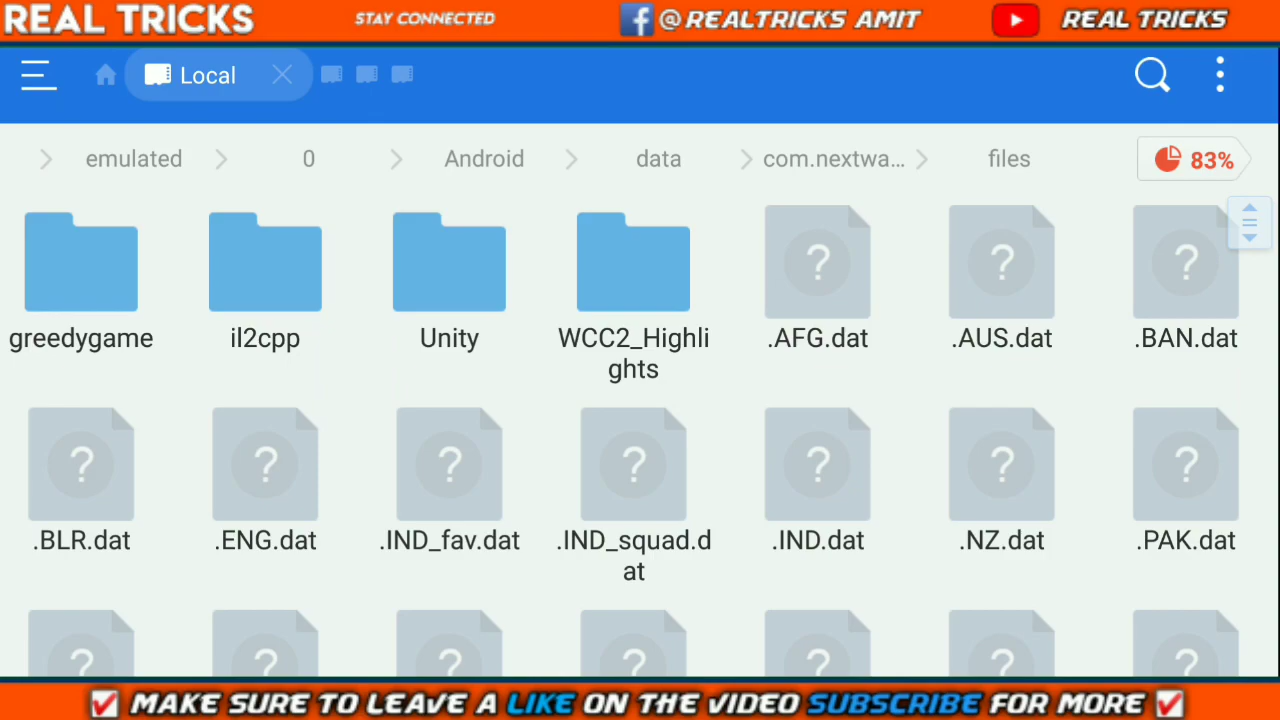 REAL TRICKS
STAY CONNECTED
@REALTRICKS AMIT
REAL TRICKS
Local
emulated
0
Android
data
com.nextwa...
files
83%
greedygame
il2cpp
Unity
WCC2_Highli
ghts
.AFG.dat
.AUS.dat
.BAN.dat
.BLR.dat
.ENG.dat
.IND_fav.dat
.IND_squad.d
at
.IND.dat
.NZ.dat
.PAK.dat
MAKE SURE TO LEAVE A LIKE ON THE VIDEO SUBSCRIBE FOR MORE